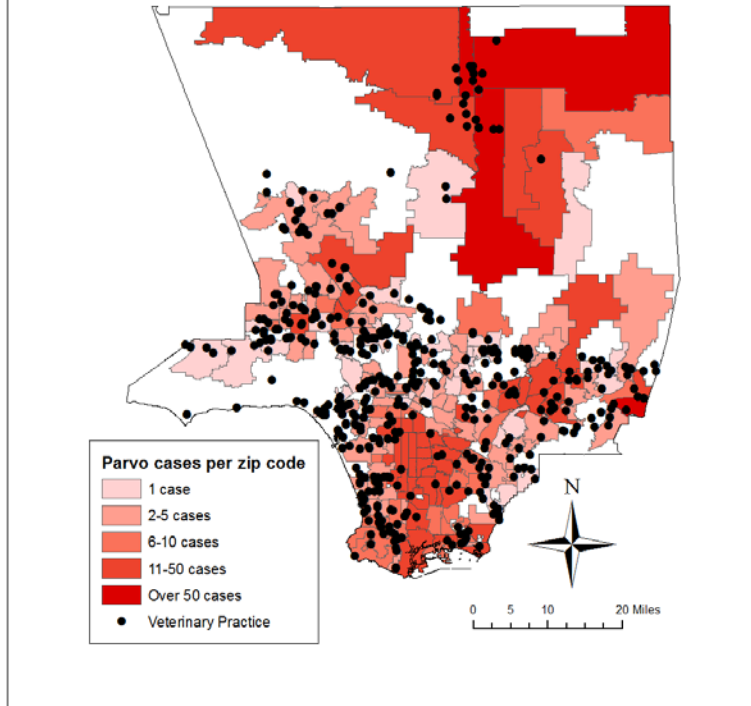 Parvo cases per zip code
1 case
2-5 cases
6-10 cases
11-50 cases
Over 50 cases
Veterinary Practice
N
0 5 10 20 Miles